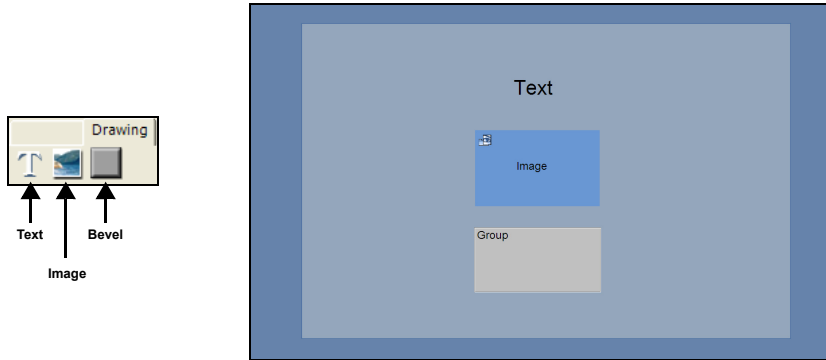 Drawing
T
Text
Bevel
Image
Text
Image
Group